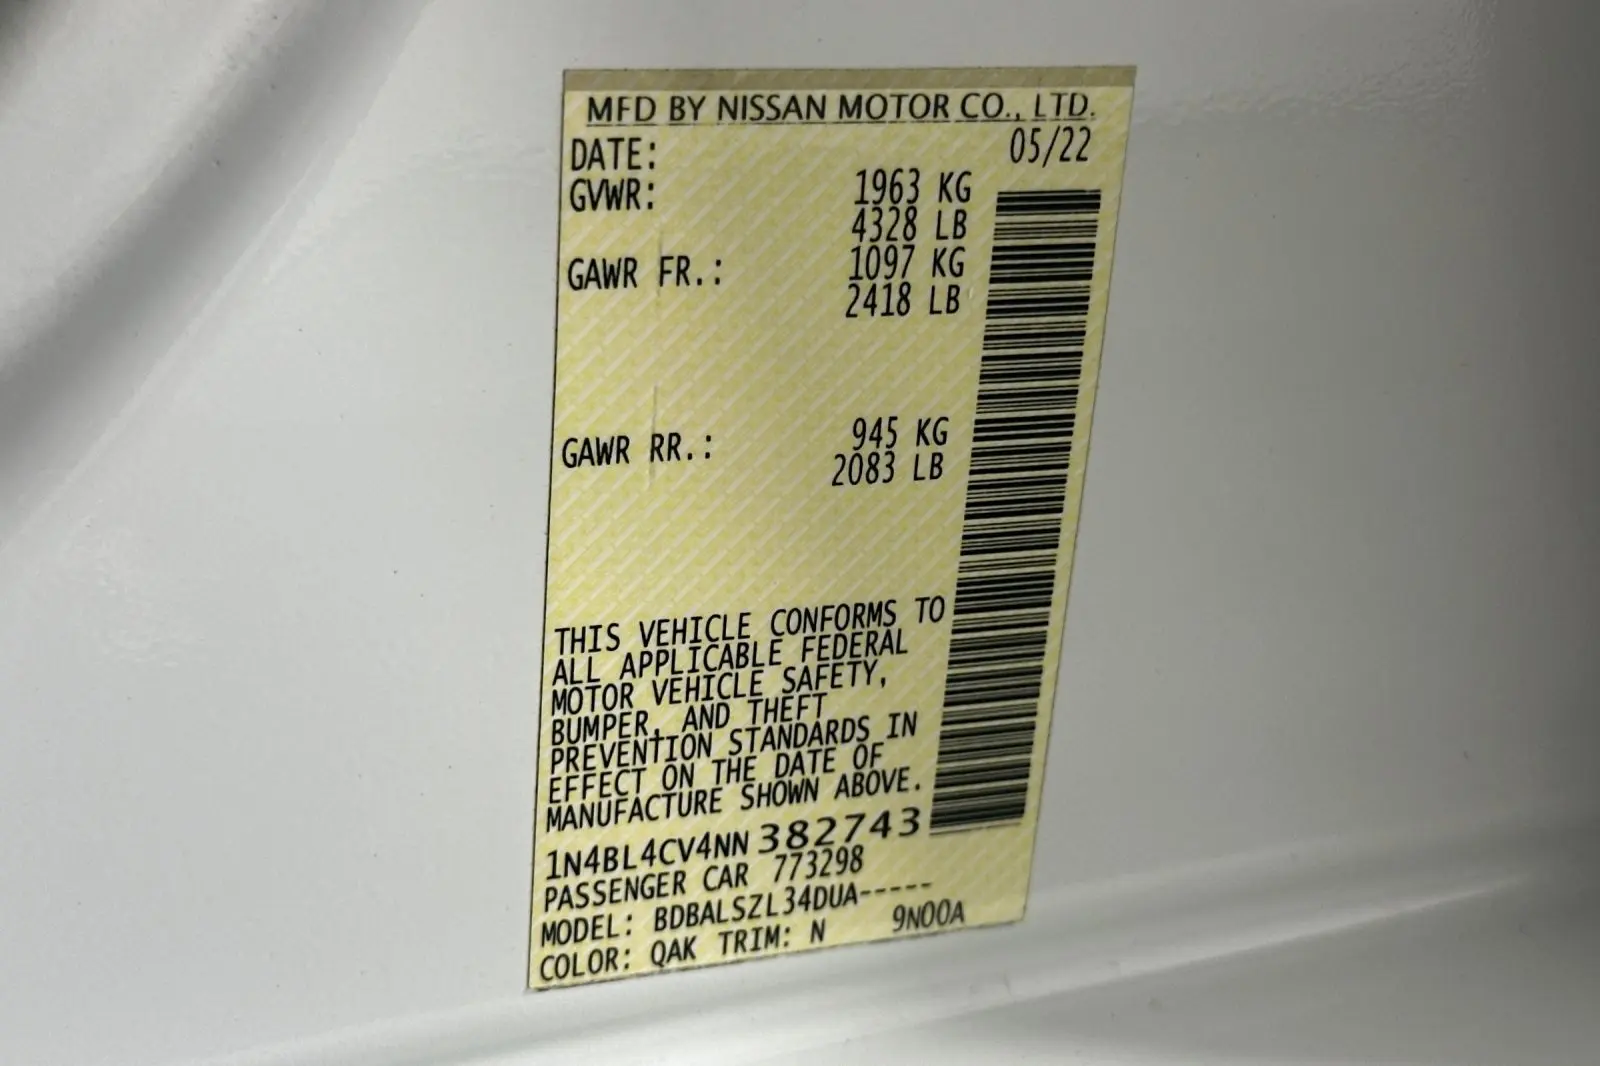 MFD BY NISSAN MOTOR CO., LTD.
DATE: 05/22
GVWR: 1963 KG
4328 LB
GAWR FR.: 1097 KG
2418 LB
GAWR RR.: 945 KG
2083 LB
THIS VEHICLE CONFORMS TO
ALL APPLICABLE FEDERAL
MOTOR VEHICLE SAFETY,
BUMPER, AND THEFT
PREVENTION STANDARDS IN
EFFECT ON THE DATE OF
MANUFACTURE SHOWN ABOVE.
1N4BL4CV4NN382743
PASSENGER CAR 773298
MODEL: BDBALSZL34DUA-----
COLOR: QAK TRIM: N 9N00A